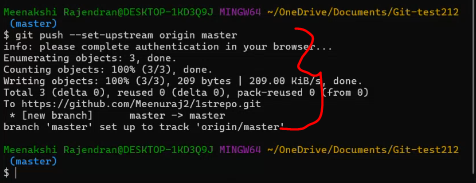 Meenakshi Rajendran@DESKTOP-1KD3Q9J MINGW64 ~/OneDrive/Documents/Git-test212
(master)
$ git push --set-upstream origin master
info: please complete authentication in your browser...
Enumerating objects: 3, done.
Counting objects: 100% (3/3), done.
Writing objects: 100% (3/3), 209 bytes | 209.00 KiB/s, done.
Total 3 (delta 0), reused 0 (delta 0), pack-reused 0 (from 0)
To https://github.com/Meenuraj2/1strepo.git
 * [new branch]      master -> master
branch 'master' set up to track 'origin/master'.
Meenakshi Rajendran@DESKTOP-1KD3Q9J MINGW64 ~/OneDrive/Documents/Git-test212
(master)
$